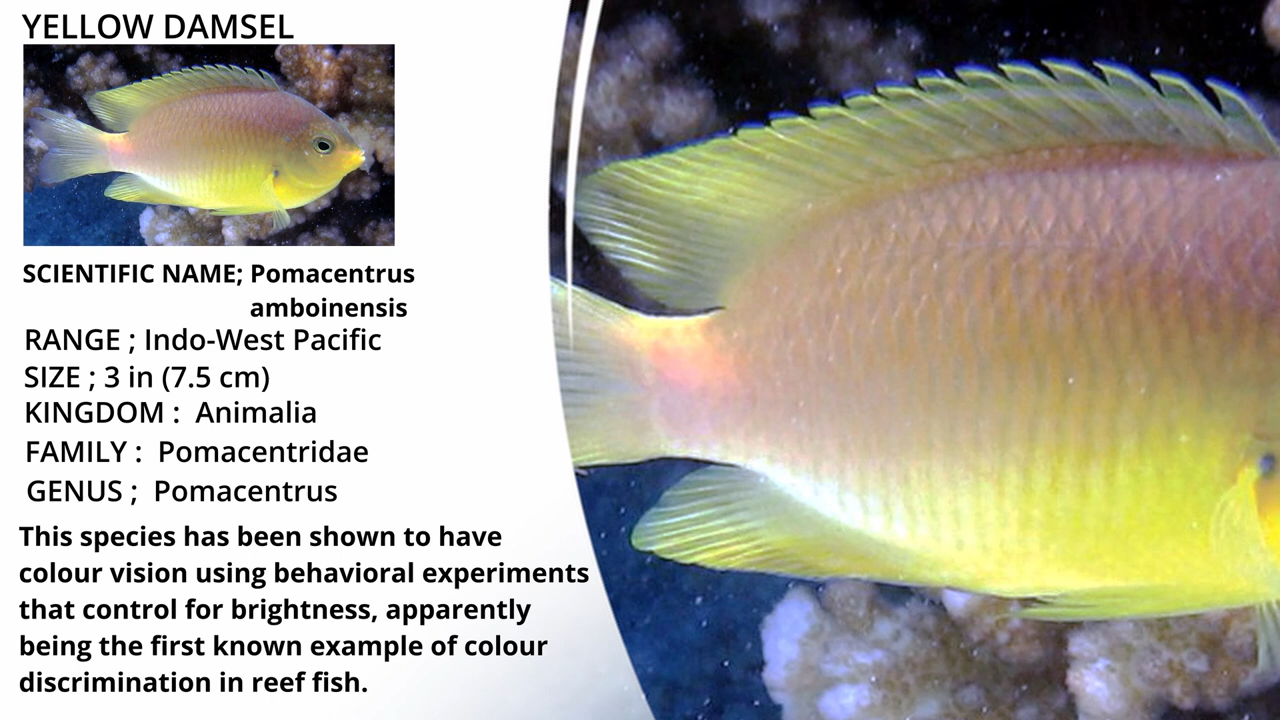 YELLOW DAMSEL
SCIENTIFIC NAME; Pomacentrus
amboinensis
RANGE ; Indo-West Pacific
SIZE ; 3 in (7.5 cm)
KINGDOM :  Animalia
FAMILY :  Pomacentridae
GENUS ;  Pomacentrus
This species has been shown to have
colour vision using behavioral experiments
that control for brightness, apparently
being the first known example of colour
discrimination in reef fish.